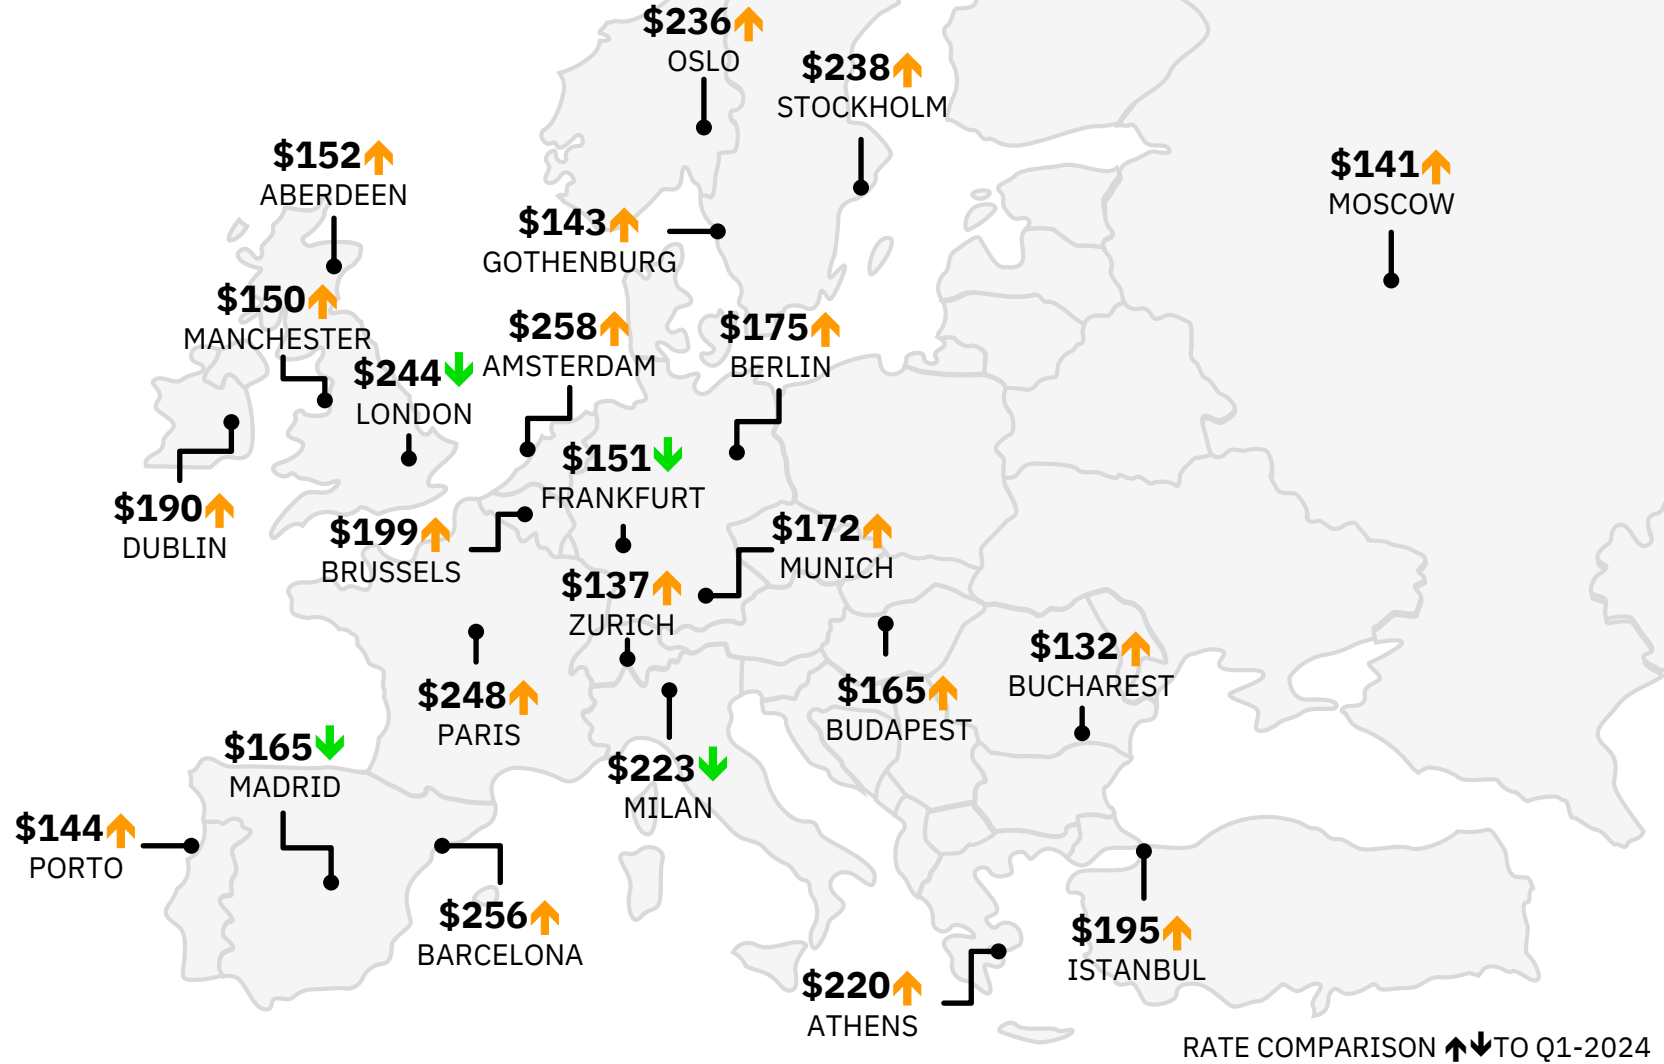 $236
OSLO
$238
STOCKHOLM
$152
ABERDEEN
$141
MOSCOW
$143
GOTHENBURG
$150
MANCHESTER
$258
AMSTERDAM
$175
BERLIN
$244
LONDON
$151
FRANKFURT
$190
DUBLIN
$199
BRUSSELS
$172
MUNICH
$137
ZURICH
$132
BUCHAREST
$248
PARIS
$165
BUDAPEST
$165
MADRID
$223
MILAN
$144
PORTO
$256
BARCELONA
$195
ISTANBUL
$220
ATHENS
RATE COMPARISON ↑↓TO Q1-2024